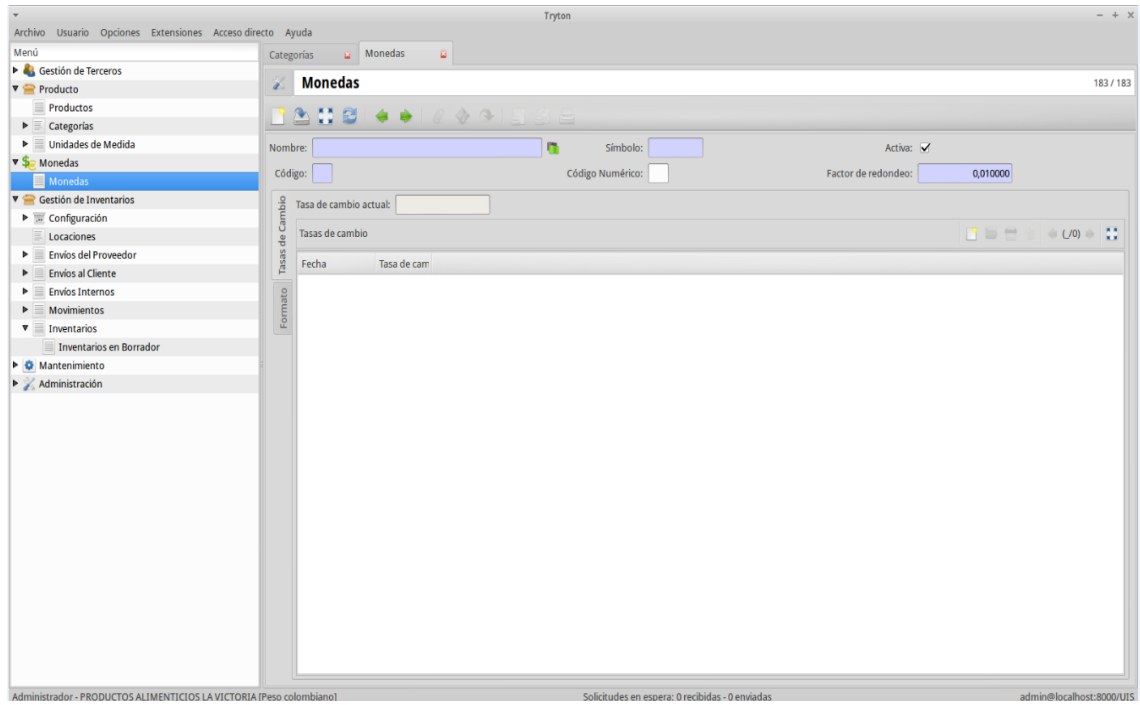 Tryton
Archivo Usuario Opciones Extensiones Acceso directo Ayuda
Menú
Gestión de Terceros
Producto
Productos
Categorías
Unidades de Medida
Monedas
Monedas
Gestión de Inventarios
Configuración
Locaciones
Envíos del Proveedor
Envíos al Cliente
Envíos Internos
Movimientos
Inventarios
Inventarios en Borrador
Mantenimiento
Administración
Categorías Monedas
Monedas 183 / 183
Nombre: Símbolo: Activa:
Código: Código Numérico: Factor de redondeo: 0,010000
Tasas de Cambio
Formato
Tasa de cambio actual:
Tasas de cambio (_/0)
Fecha Tasa de cam
Administrador - PRODUCTOS ALIMENTICIOS LA VICTORIA [Peso colombiano] Solicitudes en espera: 0 recibidas - 0 enviadas admin@localhost:8000/UIS